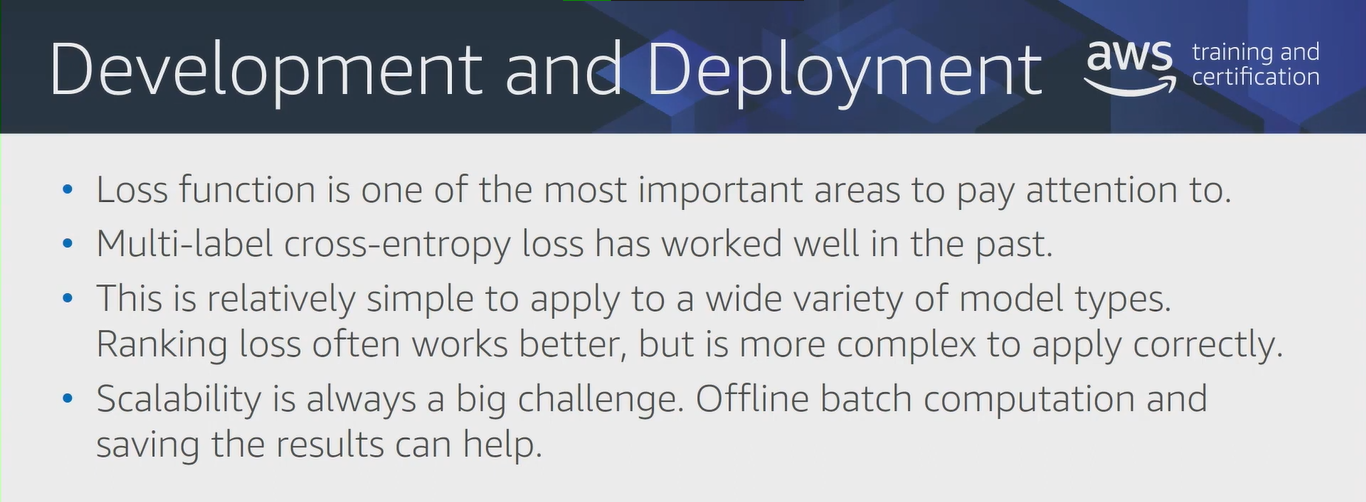 Development and Deployment
aws training and
certification
• Loss function is one of the most important areas to pay attention to.
• Multi-label cross-entropy loss has worked well in the past.
• This is relatively simple to apply to a wide variety of model types.
Ranking loss often works better, but is more complex to apply correctly.
• Scalability is always a big challenge. Offline batch computation and
saving the results can help.